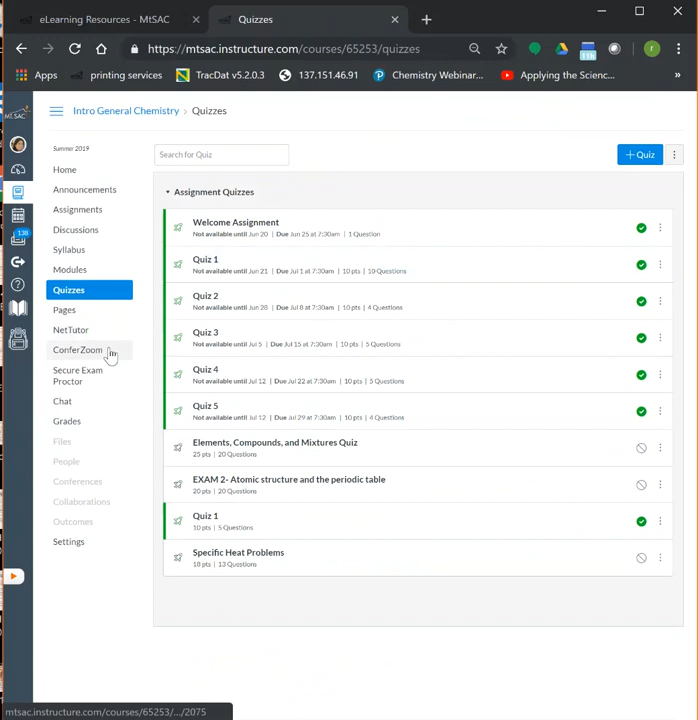 eLearning Resources - MtSAC
Quizzes
https://mtsac.instructure.com/courses/65253/quizzes
11h
r
Apps
printing services
TracDat v5.2.0.3
137.151.46.91
Chemistry Webinar...
Applying the Scienc...
»
Mt. SAC
Intro General Chemistry › Quizzes
Summer 2019
Home
Announcements
Assignments
Discussions
Syllabus
Modules
Quizzes
Pages
NetTutor
ConferZoom
Secure Exam
Proctor
Chat
Grades
Files
People
Conferences
Collaborations
Outcomes
Settings
138
Search for Quiz
+ Quiz
Assignment Quizzes
Welcome Assignment
Not available until Jun 20 | Due Jun 25 at 7:30am | 1 Question
Quiz 1
Not available until Jun 21 | Due Jul 1 at 7:30am | 10 pts | 10 Questions
Quiz 2
Not available until Jun 28 | Due Jul 8 at 7:30am | 10 pts | 4 Questions
Quiz 3
Not available until Jul 5 | Due Jul 15 at 7:30am | 10 pts | 5 Questions
Quiz 4
Not available until Jul 12 | Due Jul 22 at 7:30am | 10 pts | 5 Questions
Quiz 5
Not available until Jul 12 | Due Jul 29 at 7:30am | 10 pts | 4 Questions
Elements, Compounds, and Mixtures Quiz
25 pts | 20 Questions
EXAM 2- Atomic structure and the periodic table
20 pts | 20 Questions
Quiz 1
10 pts | 5 Questions
Specific Heat Problems
18 pts | 13 Questions
mtsac.instructure.com/courses/65253/.../2075